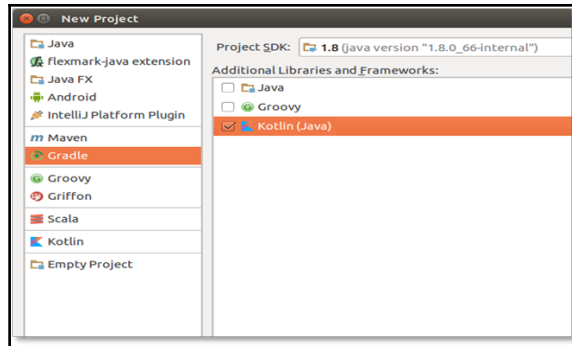 New Project
Java
flexmark-java extension
Java FX
Android
IntelliJ Platform Plugin
Maven
Gradle
Groovy
Griffon
Scala
Kotlin
Empty Project
Project SDK: 1.8 (java version "1.8.0_66-internal")
Additional Libraries and Frameworks:
Java
Groovy
Kotlin (Java)